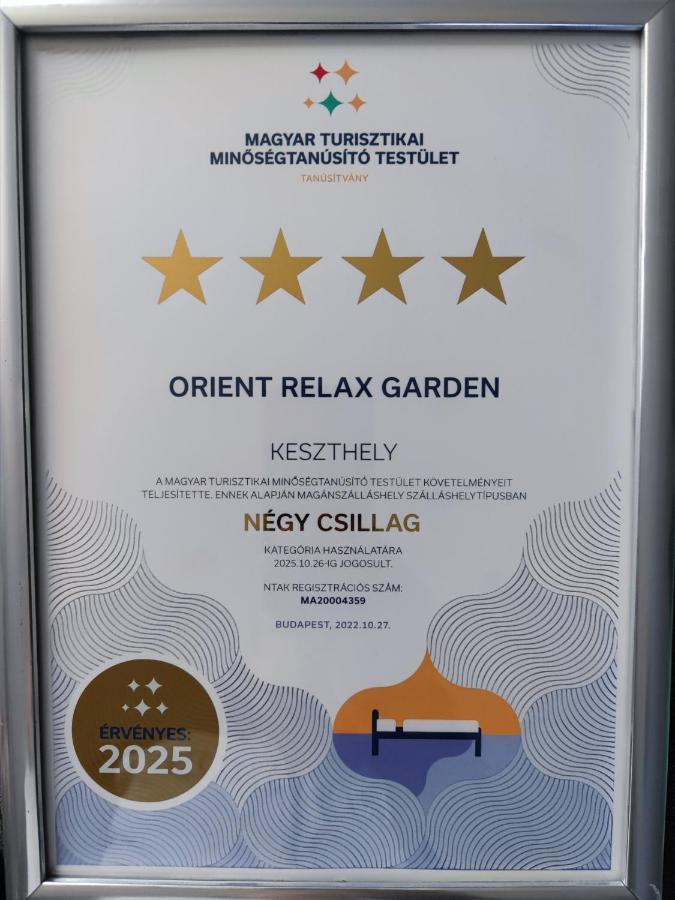 MAGYAR TURISZTIKAI
MINŐSÉGTANÚSÍTÓ TESTÜLET
TANÚSÍTVÁNY
ORIENT RELAX GARDEN
KESZTHELY
A MAGYAR TURISZTIKAI MINŐSÉGTANÚSÍTÓ TESTÜLET KÖVETELMÉNYEIT
TELJESÍTETTE. ENNEK ALAPJÁN MAGÁNSZÁLLÁSHELY SZÁLLÁSHELYTÍPUSBAN
NÉGY CSILLAG
KATEGÓRIA HASZNÁLATÁRA
2025.10.26-IG JOGOSULT.
NTAK REGISZTRÁCIÓS SZÁM:
MA20004359
BUDAPEST, 2022.10.27.
ÉRVÉNYES:
2025